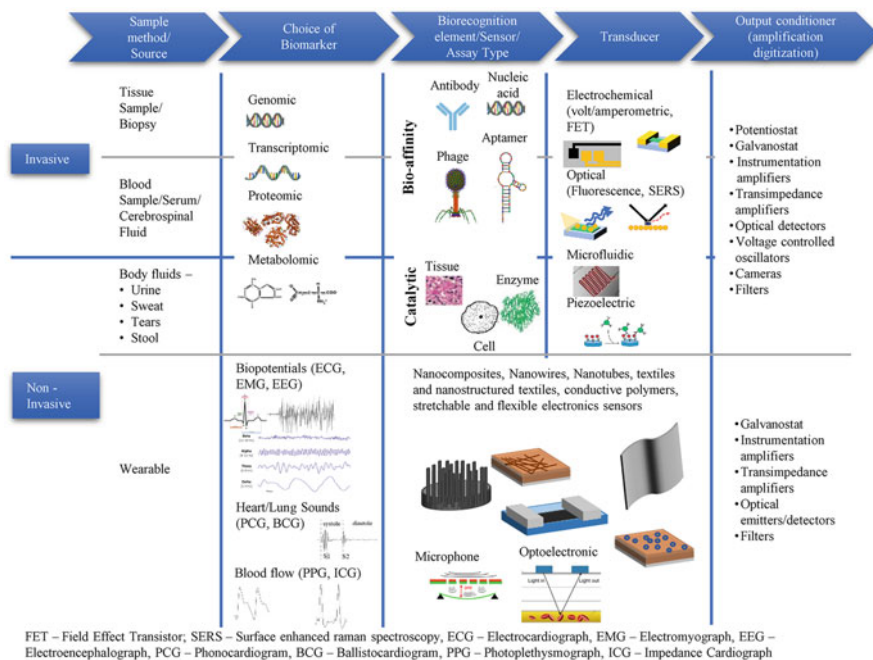 Sample
method/
Source
Choice of
Biomarker
Biorecognition
element/Sensor/
Assay Type
Transducer
Output conditioner
(amplification
digitization)
Invasive
Tissue
Sample/
Biopsy
Blood
Sample/Serum/
Cerebrospinal
Fluid
Genomic
Transcriptomic
Proteomic
Metabolomic
Bio-affinity
Antibody
Nucleic
acid
Phage
Aptamer
Catalytic
Tissue
Enzyme
Cell
Electrochemical
(volt/amperometric,
FET)
Optical
(Fluorescence, SERS)
Microfluidic
Piezoelectric
• Potentiostat
• Galvanostat
• Instrumentation
amplifiers
• Transimpedance
amplifiers
• Optical detectors
• Voltage controlled
oscillators
• Cameras
• Filters
Non -
Invasive
Body fluids –
• Urine
• Sweat
• Tears
• Stool
Wearable
Biopotentials (ECG,
EMG, EEG)
Heart/Lung Sounds
(PCG, BCG)
systole
diastole
S1
S2
Blood flow (PPG, ICG)
Nanocomposites, Nanowires, Nanotubes, textiles
and nanostructured textiles, conductive polymers,
stretchable and flexible electronics sensors
Microphone
Optoelectronic
Light in
Light out
• Galvanostat
• Instrumentation
amplifiers
• Transimpedance
amplifiers
• Optical
emitters/detectors
• Filters
FET – Field Effect Transistor; SERS – Surface enhanced raman spectroscopy, ECG – Electrocardiograph, EMG – Electromyograph, EEG –
Electroencephalograph, PCG – Phonocardiogram, BCG – Ballistocardiogram, PPG – Photoplethysmograph, ICG – Impedance Cardiograph